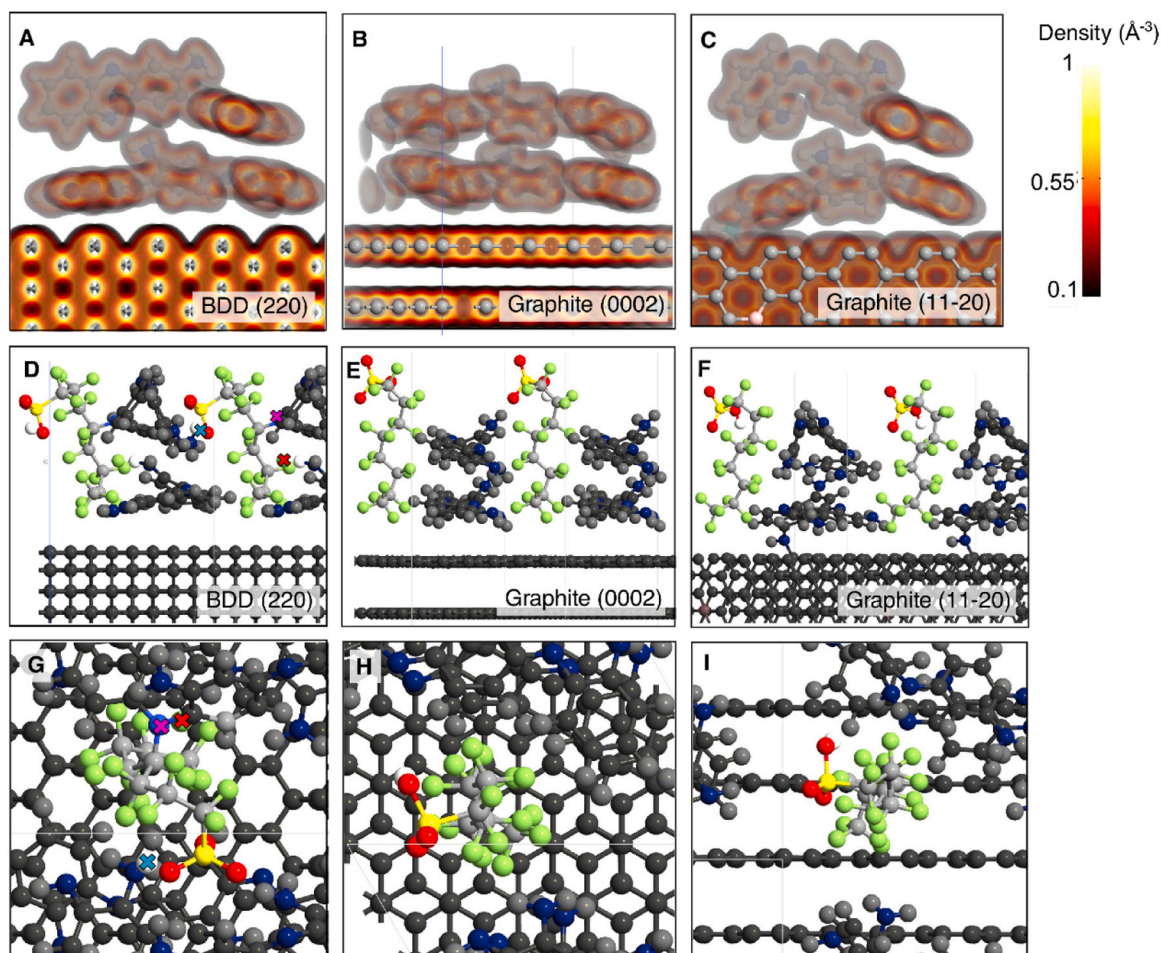 A
B
C
Density (Å-3)
1
0.55
0.1
BDD (220)
Graphite (0002)
Graphite (11-20)
D
E
F
BDD (220)
Graphite (0002)
Graphite (11-20)
G
H
I